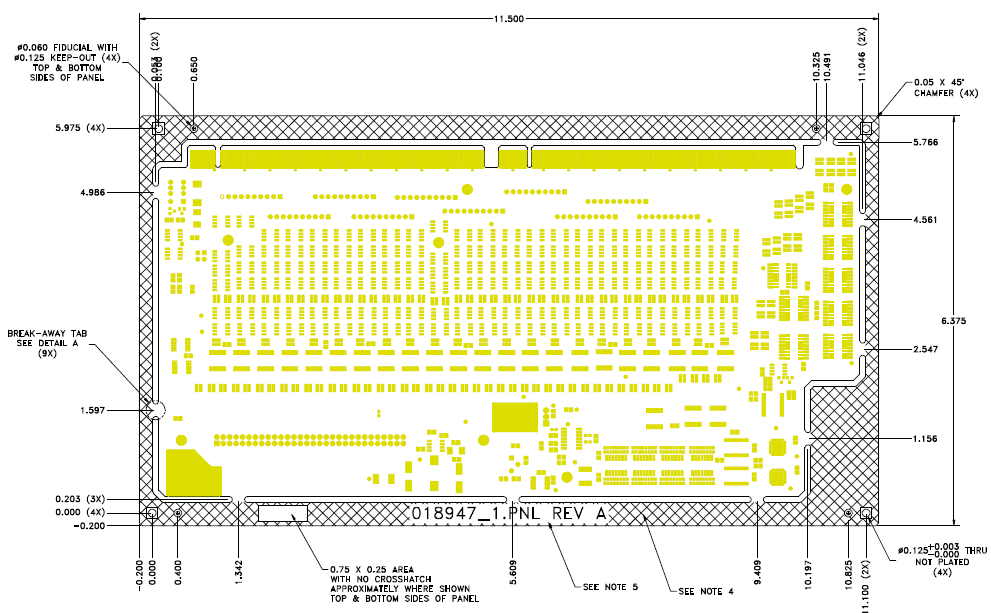 11.500
ø0.060 FIDUCIAL WITH
ø0.125 KEEP-OUT (4X)
TOP & BOTTOM
SIDES OF PANEL
0.100
0.650
10.325
10.491
11.046 (2X)
0.05 X 45°
CHAMFER (4X)
5.975 (4X)
5.766
4.986
4.561
6.375
BREAK-AWAY TAB
SEE DETAIL A
(9X)
2.547
1.597
1.156
0.203 (3X)
0.000 (4X)
-0.200
018947_1.PNL REV A
ø0.125 +0.003 THRU
-0.000
NOT PLATED
(4X)
-0.200
0.000
0.400
1.342
5.609
9.409
10.197
10.825
11.100 (2X)
0.75 X 0.25 AREA
WITH NO CROSSHATCH
APPROXIMATELY WHERE SHOWN
TOP & BOTTOM SIDES OF PANEL
SEE NOTE 5
SEE NOTE 4